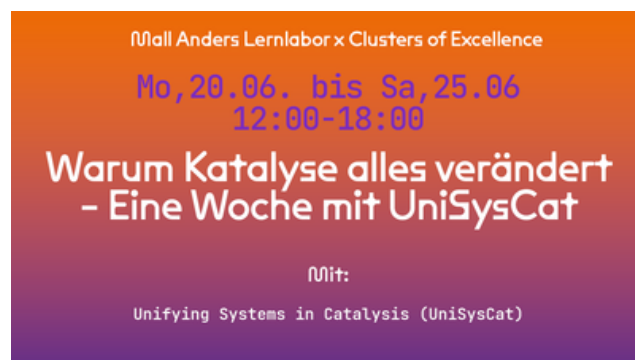 Mall Anders Lernlabor x Clusters of Excellence
Mo,20.06. bis Sa,25.06
12:00-18:00
Warum Katalyse alles verändert
- Eine Woche mit UniSysCat
Mit:
Unifying Systems in Catalysis (UniSysCat)